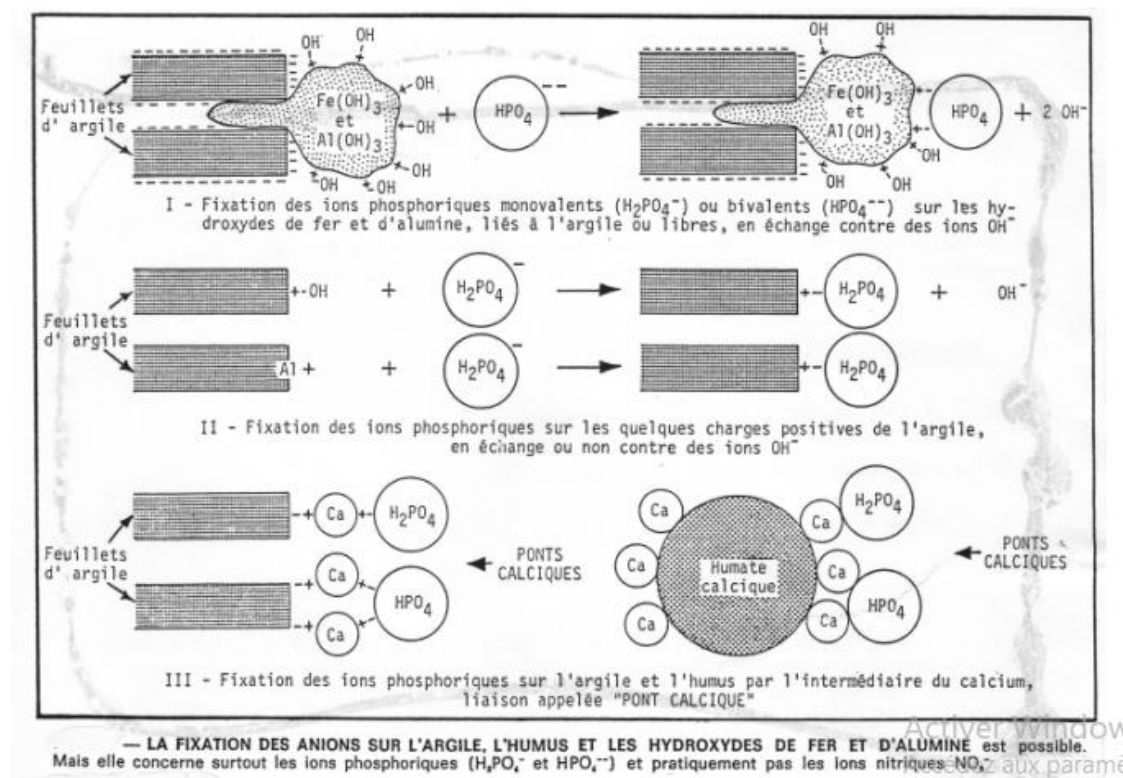 OH OH
Feuillets d' argile
Fe(OH)3 et Al(OH)3
OH
OH
OH
OH
OH
+ HPO4 --
Fe(OH)3 et Al(OH)3
OH OH
HPO4 + 2 OH-
OH
OH
OH
I - Fixation des ions phosphoriques monovalents (H2PO4-) ou bivalents (HPO4--) sur les hy-
droxydes de fer et d'alumine, liés à l'argile ou libres, en échange contre des ions OH-
Feuillets d' argile
+-OH + H2PO4 - +- H2PO4 + OH-
Al+ + H2PO4 - +- H2PO4
II - Fixation des ions phosphoriques sur les quelques charges positives de l'argile,
en échange ou non contre des ions OH-
Feuillets d' argile
-+ Ca +- H2PO4
-+ Ca +- HPO4
-+ Ca +-
PONTS
CALCIQUES
Humate
calcique
Ca
Ca
Ca
Ca H2PO4
Ca HPO4
Ca
PONTS
CALCIQUES
III - Fixation des ions phosphoriques sur l'argile et l'humus par l'intermédiaire du calcium,
liaison appelée "PONT CALCIQUE"
Activer Window
— LA FIXATION DES ANIONS SUR L'ARGILE, L'HUMUS ET LES HYDROXYDES DE FER ET D'ALUMINE est possible.
Mais elle concerne surtout les ions phosphoriques (H2PO4- et HPO4--) et pratiquement pas les ions nitriques NO3-
aux paramè